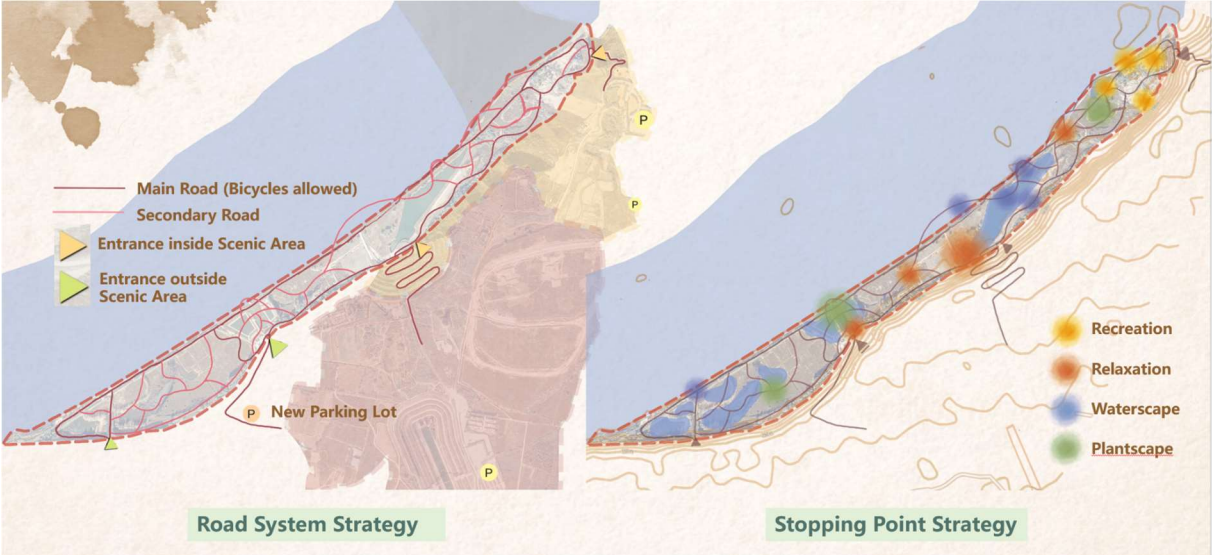 Main Road (Bicycles allowed)
Secondary Road
Entrance inside Scenic Area
Entrance outside
Scenic Area
P
P
P New Parking Lot
P
Road System Strategy
Recreation
Relaxation
Waterscape
Plantscape
Stopping Point Strategy